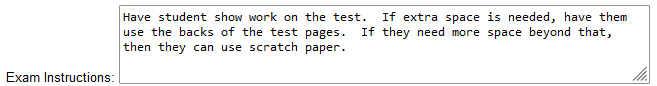 Have student show work on the test.  If extra space is needed, have them
use the backs of the test pages.  If they need more space beyond that,
then they can use scratch paper.
Exam Instructions: